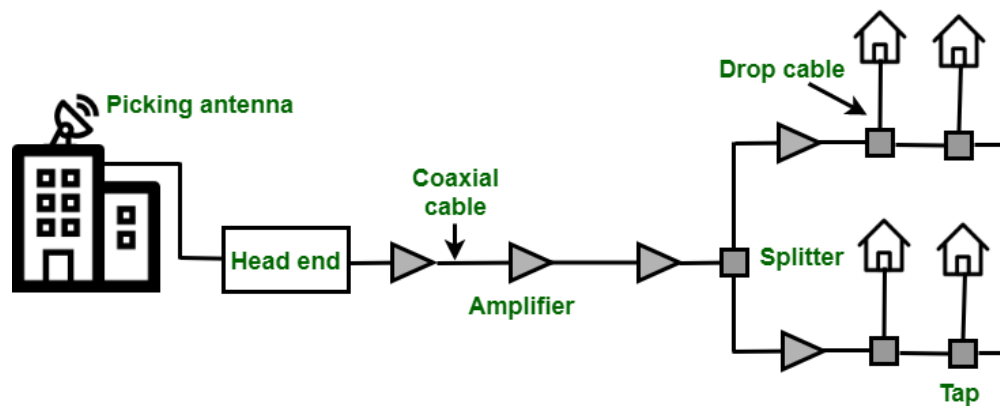 Drop cable
Picking antenna
Coaxial
cable
Head end
Splitter
Amplifier
Tap